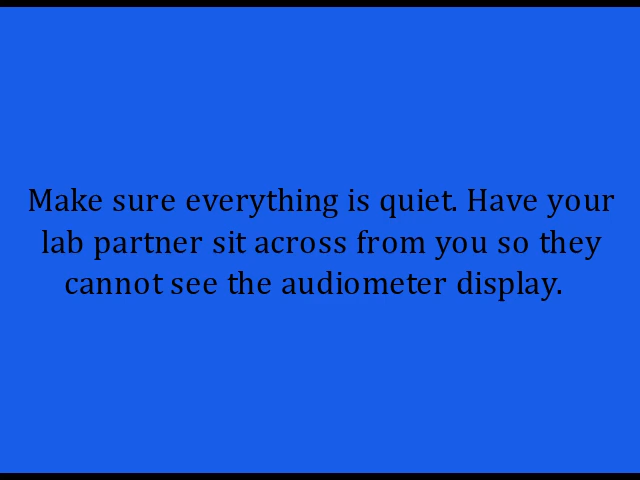 Make sure everything is quiet. Have your
lab partner sit across from you so they
cannot see the audiometer display.